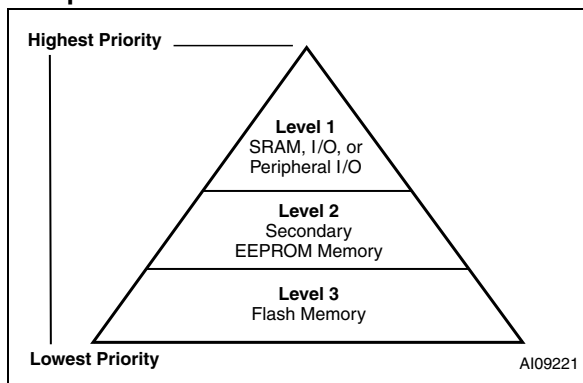 Highest Priority
Level 1
SRAM, I/O, or
Peripheral I/O
Level 2
Secondary
EEPROM Memory
Level 3
Flash Memory
Lowest Priority
AI09221